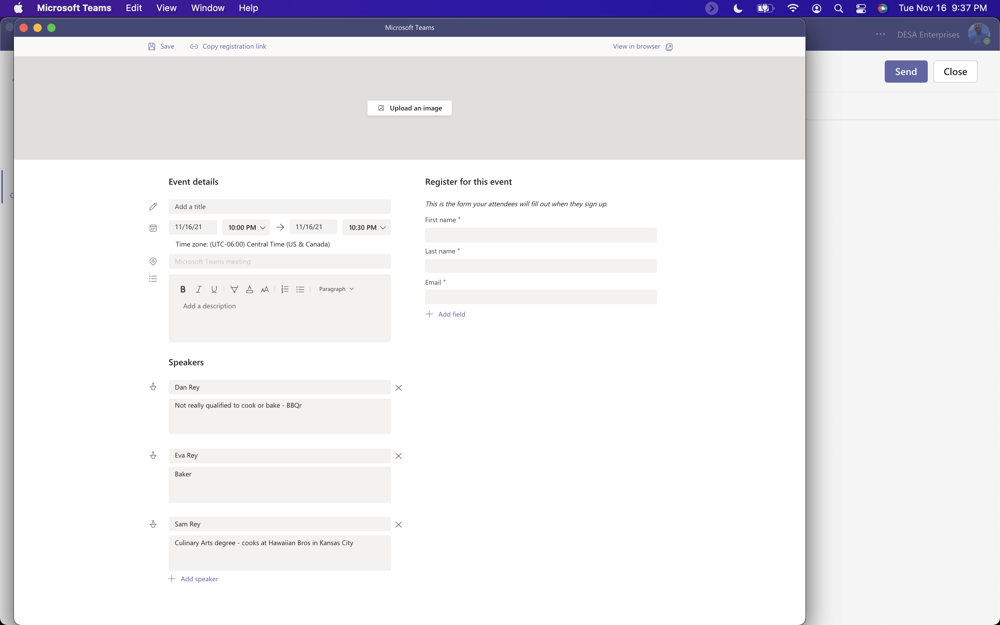 Microsoft Teams Edit View Window Help Tue Nov 16 9:37 PM
Microsoft Teams
DESA Enterprises
Save Copy registration link View in browser
Send Close
Upload an image
Event details
Add a title
11/16/21 10:00 PM 11/16/21 10:30 PM
Time zone: (UTC-06:00) Central Time (US & Canada)
Microsoft Teams meeting
B I U A AA Paragraph
Add a description
Speakers
Dan Rey
Not really qualified to cook or bake - BBQr
Eva Rey
Baker
Sam Rey
Culinary Arts degree - cooks at Hawaiian Bros in Kansas City
Add speaker
Register for this event
This is the form your attendees will fill out when they sign up.
First name *
Last name *
Email *
Add field